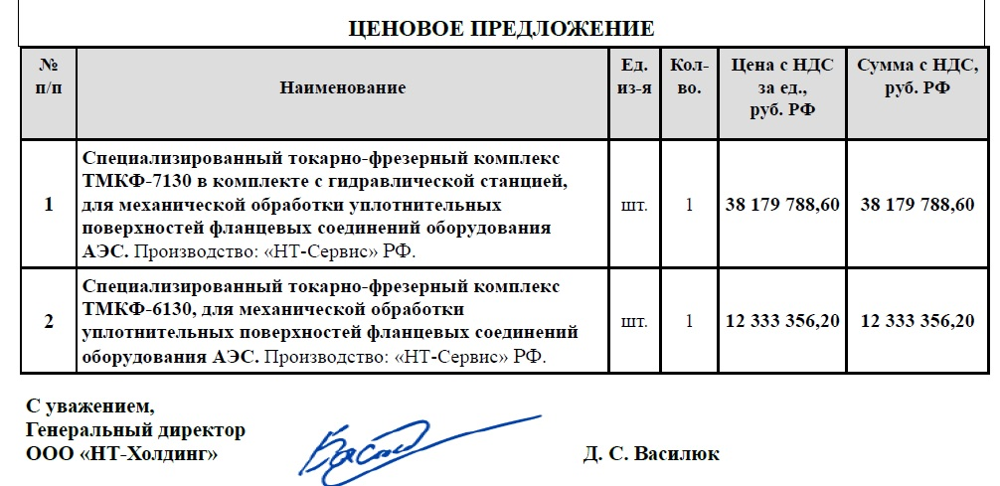 ЦЕНОВОЕ ПРЕДЛОЖЕНИЕ
№ п/п
Наименование
Ед. из-я
Кол-во.
Цена с НДС за ед., руб. РФ
Сумма с НДС, руб. РФ
1
Специализированный токарно-фрезерный комплекс
ТМКФ-7130 в комплекте с гидравлической станцией,
для механической обработки уплотнительных
поверхностей фланцевых соединений оборудования
АЭС. Производство: «НТ-Сервис» РФ.
шт.
1
38 179 788,60
38 179 788,60
2
Специализированный токарно-фрезерный комплекс
ТМКФ-6130, для механической обработки
уплотнительных поверхностей фланцевых соединений
оборудования АЭС. Производство: «НТ-Сервис» РФ.
шт.
1
12 333 356,20
12 333 356,20
С уважением,
Генеральный директор
ООО «НТ-Холдинг»
Д. С. Василюк